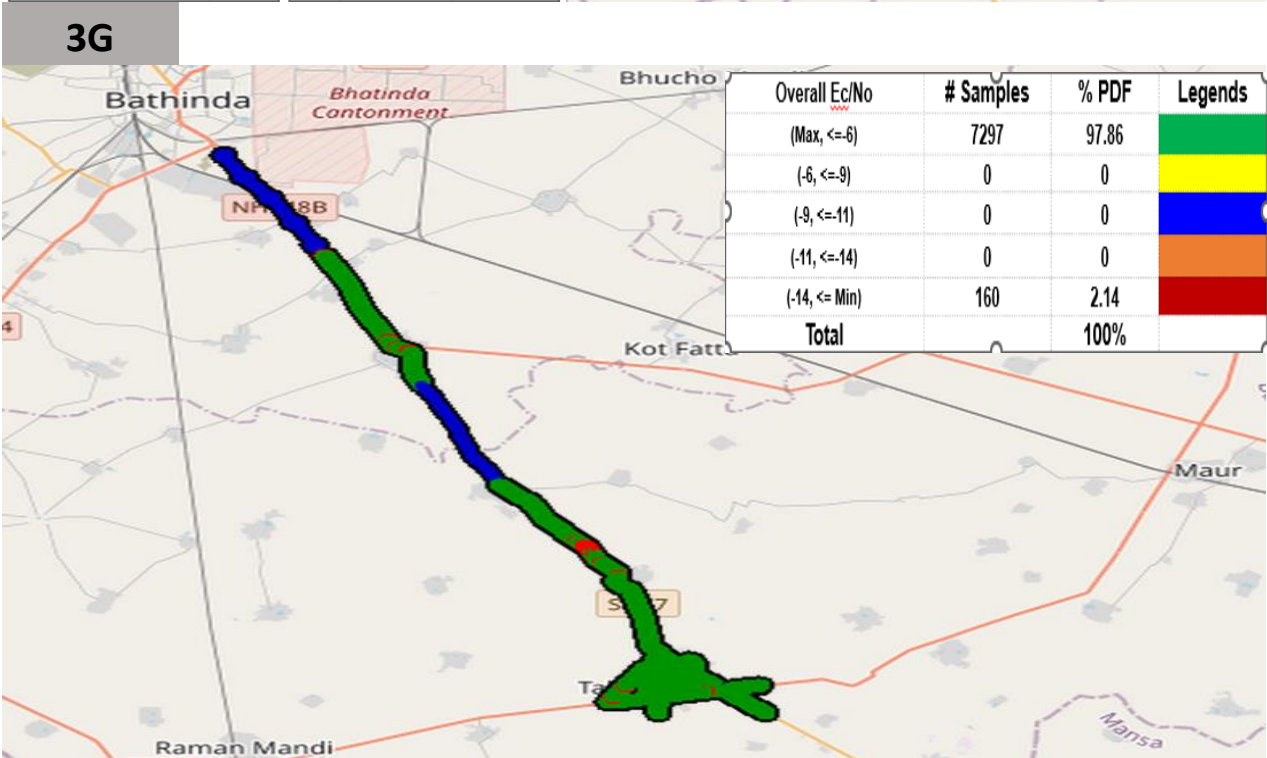 3G
Bathinda
Bhatinda
Cantonment
Bhucho
Overall Ec/No # Samples % PDF Legends
(Max, <=-6) 7297 97.86
(-6, <=-9) 0 0
(-9, <=-11) 0 0
(-11, <=-14) 0 0
(-14, <= Min) 160 2.14
Total 100%
4
Maur
Raman Mandi
Mansa